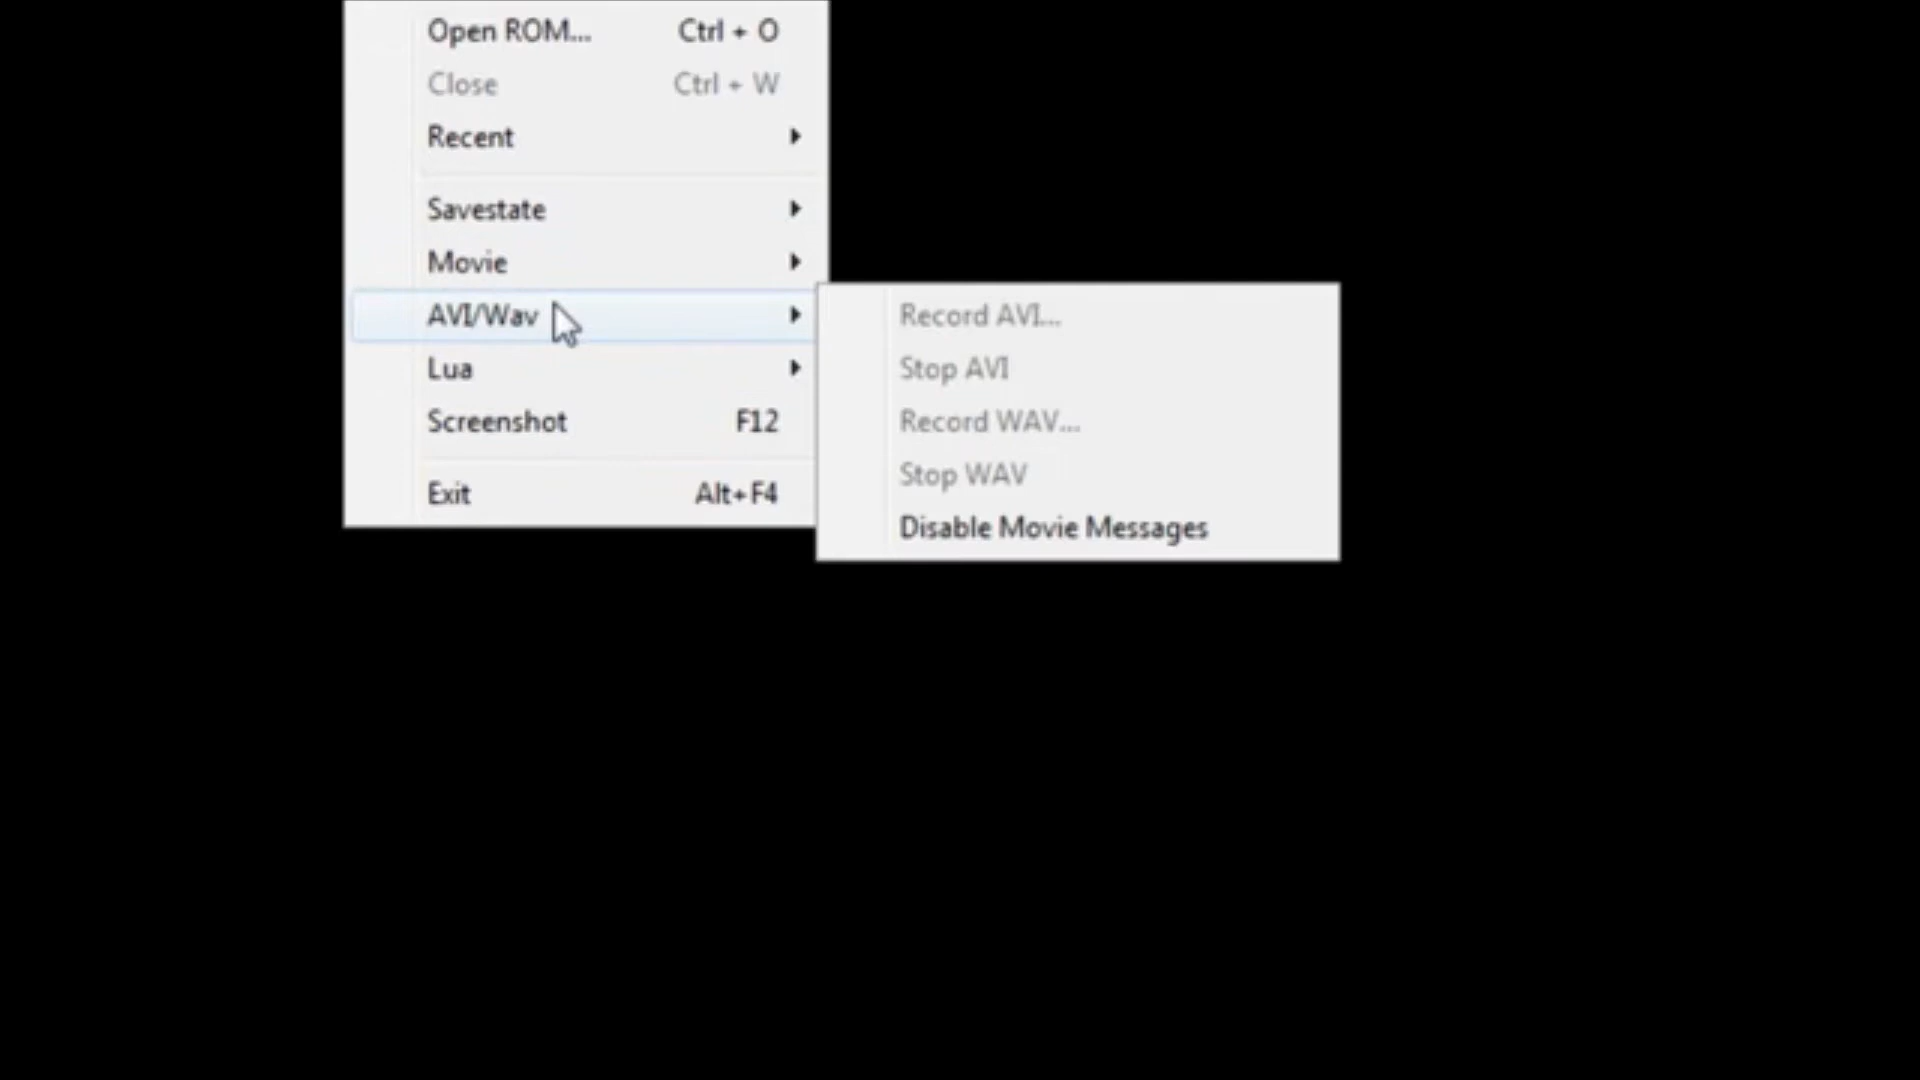 Open ROM... Ctrl + O
Close Ctrl + W
Recent
Savestate
Movie
AVI/Wav
Lua
Screenshot F12
Exit Alt+F4
Record AVI...
Stop AVI
Record WAV...
Stop WAV
Disable Movie Messages